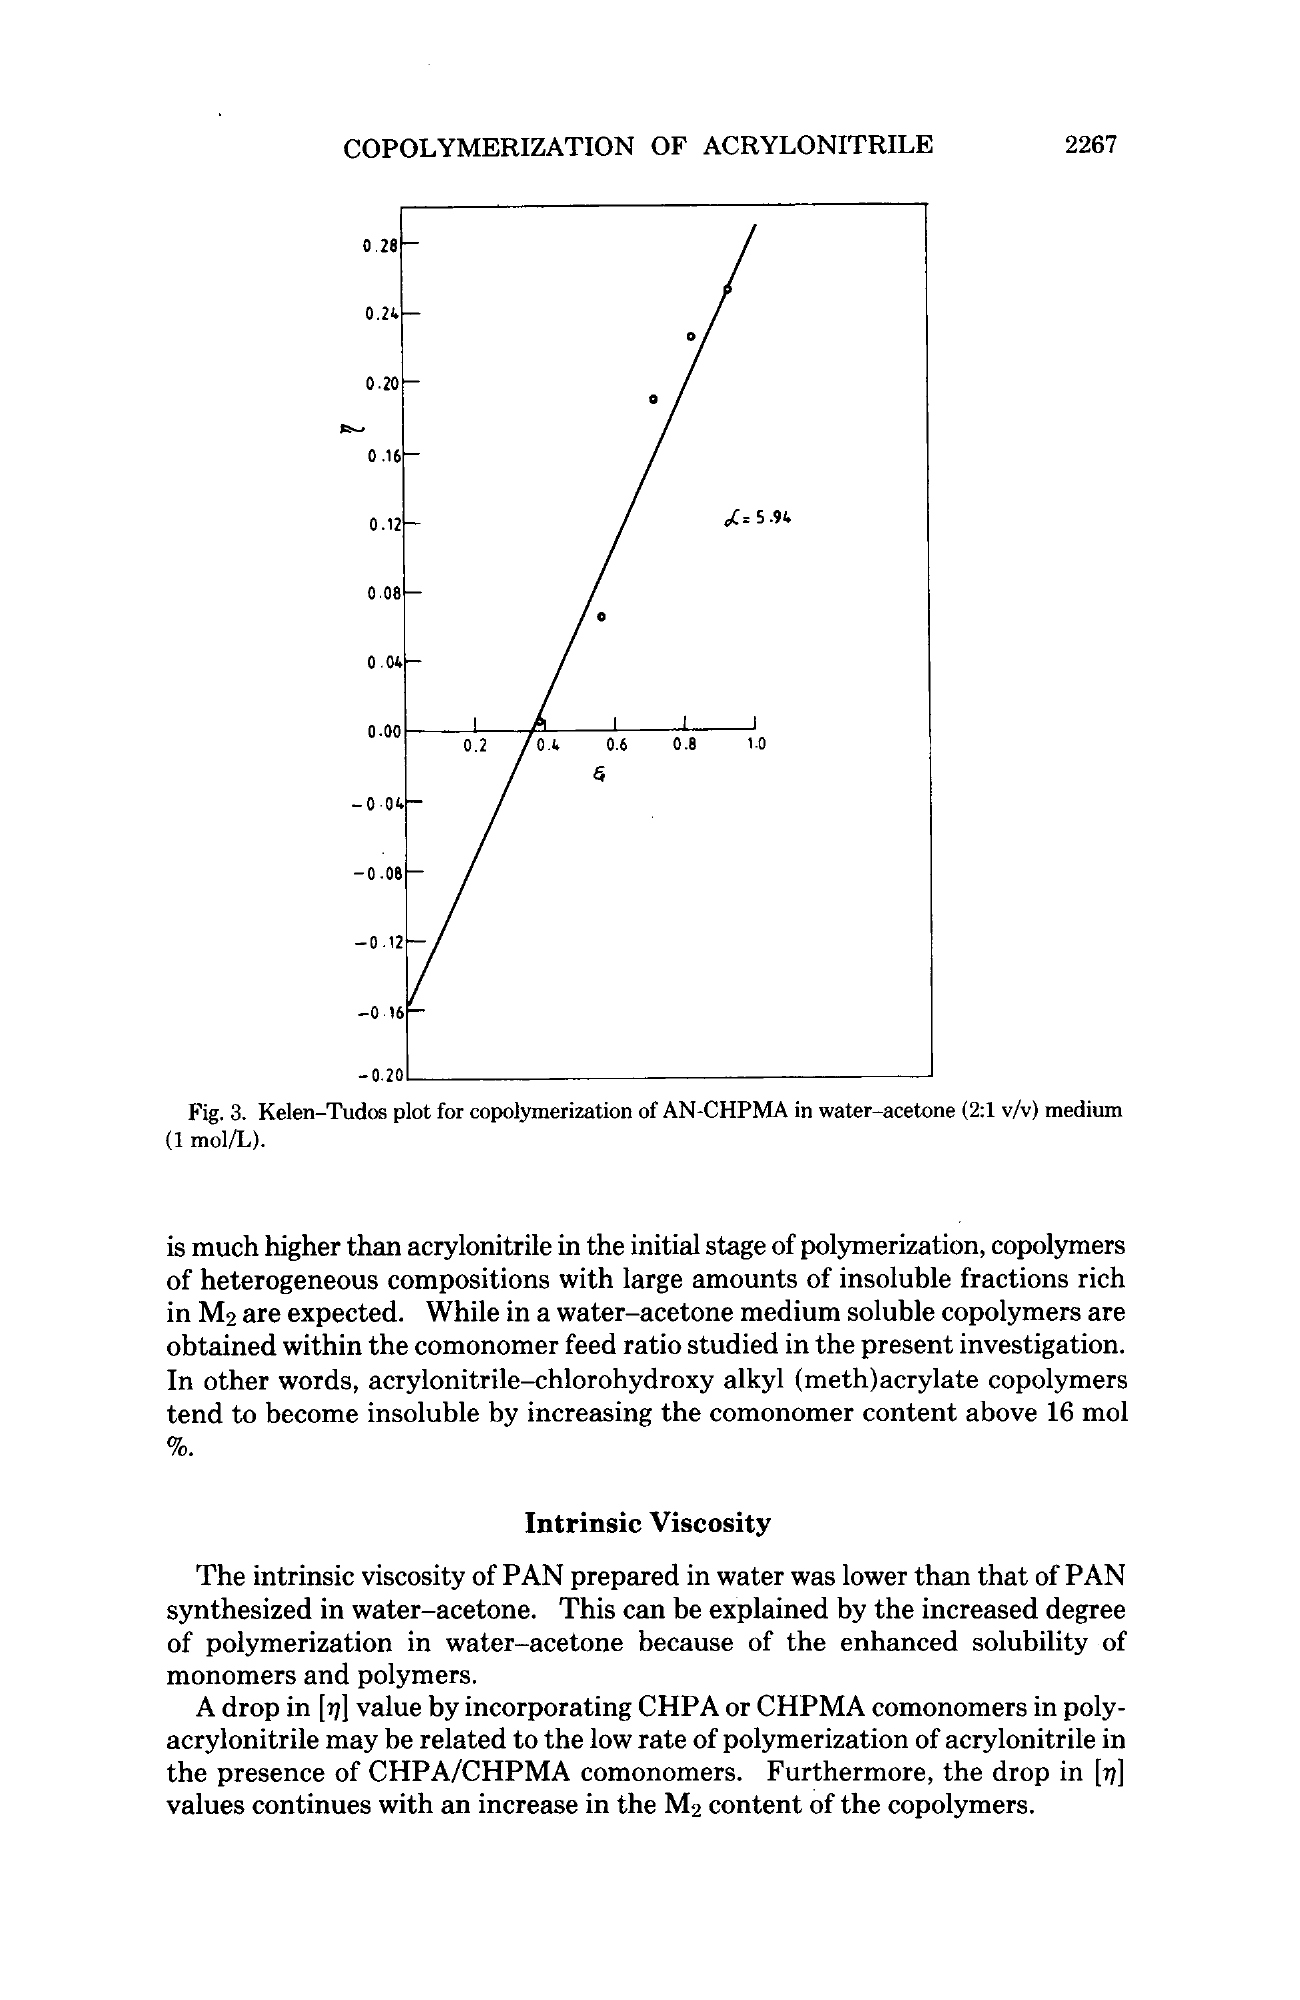 COPOLYMERIZATION OF ACRYLONITRILE 2267
0.28
0.24
0.20
η
0.16
0.12
α = 5.94
0.08
0.04
0.00
0.2 0.4 0.6 0.8 1.0
ξ
-0.04
-0.08
-0.12
-0.16
-0.20
Fig. 3. Kelen–Tudos plot for copolymerization of AN-CHPMA in water–acetone (2:1 v/v) medium
(1 mol/L).
is much higher than acrylonitrile in the initial stage of polymerization, copolymers
of heterogeneous compositions with large amounts of insoluble fractions rich
in M₂ are expected. While in a water–acetone medium soluble copolymers are
obtained within the comonomer feed ratio studied in the present investigation.
In other words, acrylonitrile–chlorohydroxy alkyl (meth)acrylate copolymers
tend to become insoluble by increasing the comonomer content above 16 mol
%.
Intrinsic Viscosity
The intrinsic viscosity of PAN prepared in water was lower than that of PAN
synthesized in water–acetone. This can be explained by the increased degree
of polymerization in water–acetone because of the enhanced solubility of
monomers and polymers.
A drop in [η] value by incorporating CHPA or CHPMA comonomers in poly-
acrylonitrile may be related to the low rate of polymerization of acrylonitrile in
the presence of CHPA/CHPMA comonomers. Furthermore, the drop in [η]
values continues with an increase in the M₂ content of the copolymers.